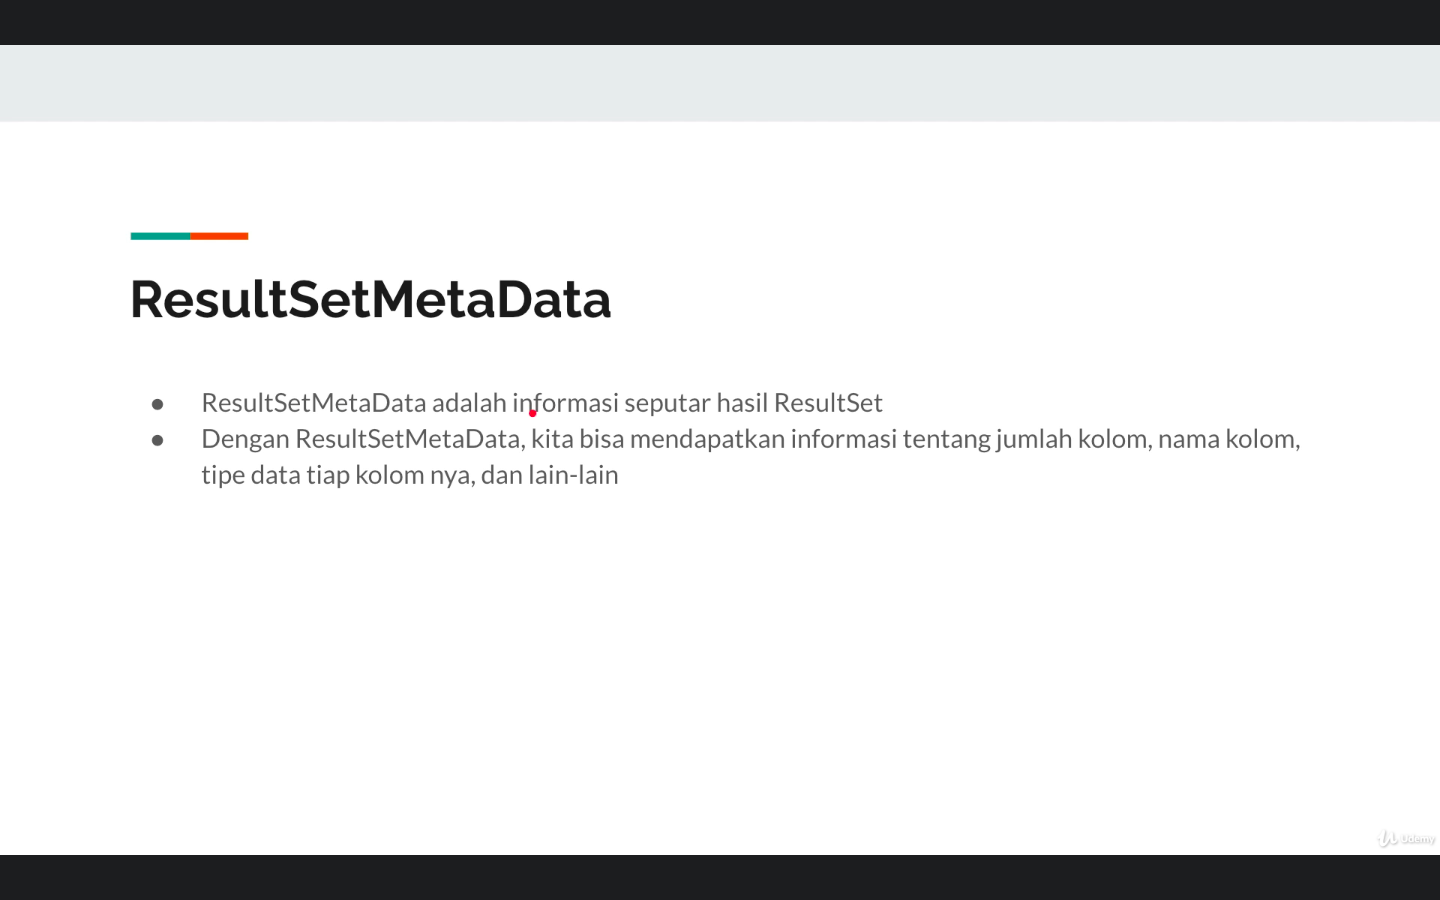 ResultSetMetaData
● ResultSetMetaData adalah informasi seputar hasil ResultSet
● Dengan ResultSetMetaData, kita bisa mendapatkan informasi tentang jumlah kolom, nama kolom,
tipe data tiap kolom nya, dan lain-lain
Udemy